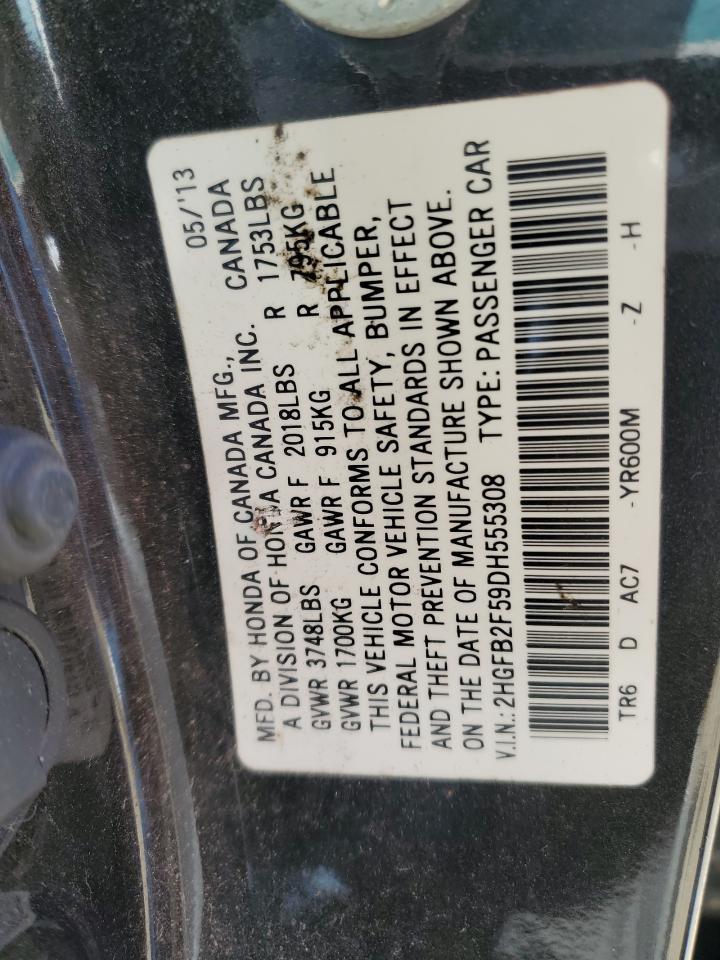 05/'13
MFD. BY HONDA OF CANADA MFG.,
A DIVISION OF HONDA CANADA INC. CANADA
GVWR 3748LBS GAWR F 2018LBS R 1753LBS
GVWR 1700KG GAWR F 915KG R 795KG
THIS VEHICLE CONFORMS TO ALL APPLICABLE
FEDERAL MOTOR VEHICLE SAFETY, BUMPER,
AND THEFT PREVENTION STANDARDS IN EFFECT
ON THE DATE OF MANUFACTURE SHOWN ABOVE.
V.I.N.: 2HGFB2F59DH555308 TYPE: PASSENGER CAR
TR6 D AC7 -YR600M -Z -H